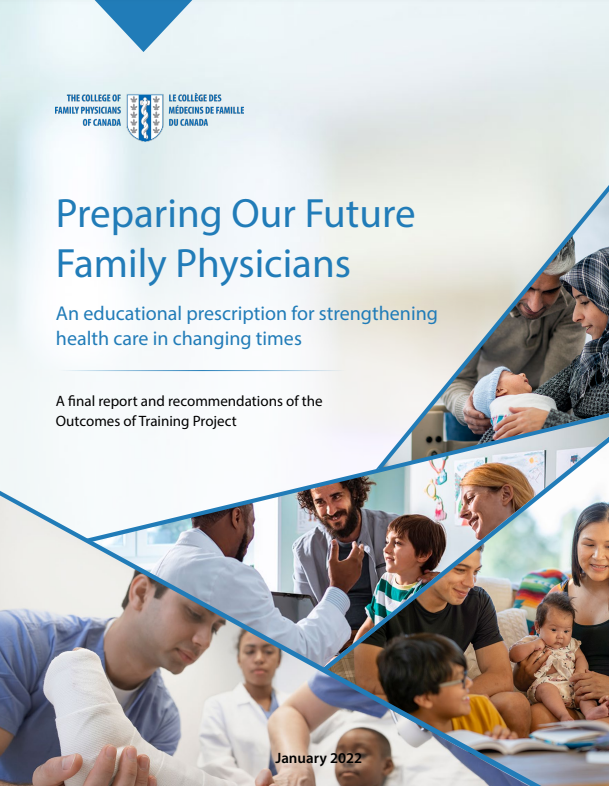 THE COLLEGE OF
FAMILY PHYSICIANS
OF CANADA
LE COLLÈGE DES
MÉDECINS DE FAMILLE
DU CANADA
Preparing Our Future
Family Physicians
An educational prescription for strengthening
health care in changing times
A final report and recommendations of the
Outcomes of Training Project
January 2022